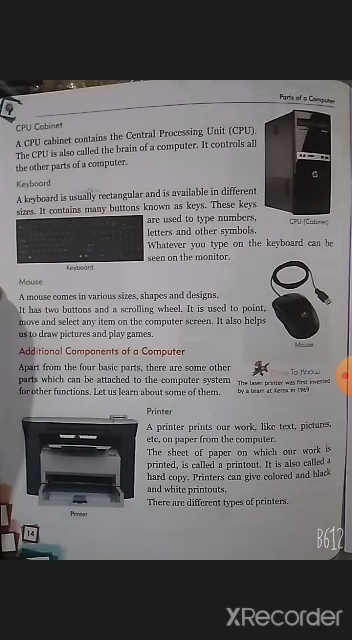 Parts of a Computer
CPU Cabinet
A CPU cabinet contains the Central Processing Unit (CPU).
The CPU is also called the brain of a computer. It controls all
the other parts of a computer.
CPU (Cabinet)
Keyboard
A keyboard is usually rectangular and is available in different
sizes. It contains many buttons known as keys. These keys
are used to type numbers,
letters and other symbols.
Whatever you type on the keyboard can be
seen on the monitor.
Keyboard
Mouse
A mouse comes in various sizes, shapes and designs.
It has two buttons and a scrolling wheel. It is used to point,
move and select any item on the computer screen. It also helps
us to draw pictures and play games.
Mouse
Additional Components of a Computer
Apart from the four basic parts, there are some other
parts which can be attached to the computer system
for other functions. Let us learn about some of them.
To Know
The laser printer was first invented
by a team at Xerox in 1969
Printer
A printer prints our work, like text, pictures,
etc, on paper from the computer.
The sheet of paper on which our work is
printed, is called a printout. It is also called a
hard copy. Printers can give colored and black
and white printouts.
There are different types of printers.
Printer
14
B612
XRecorder